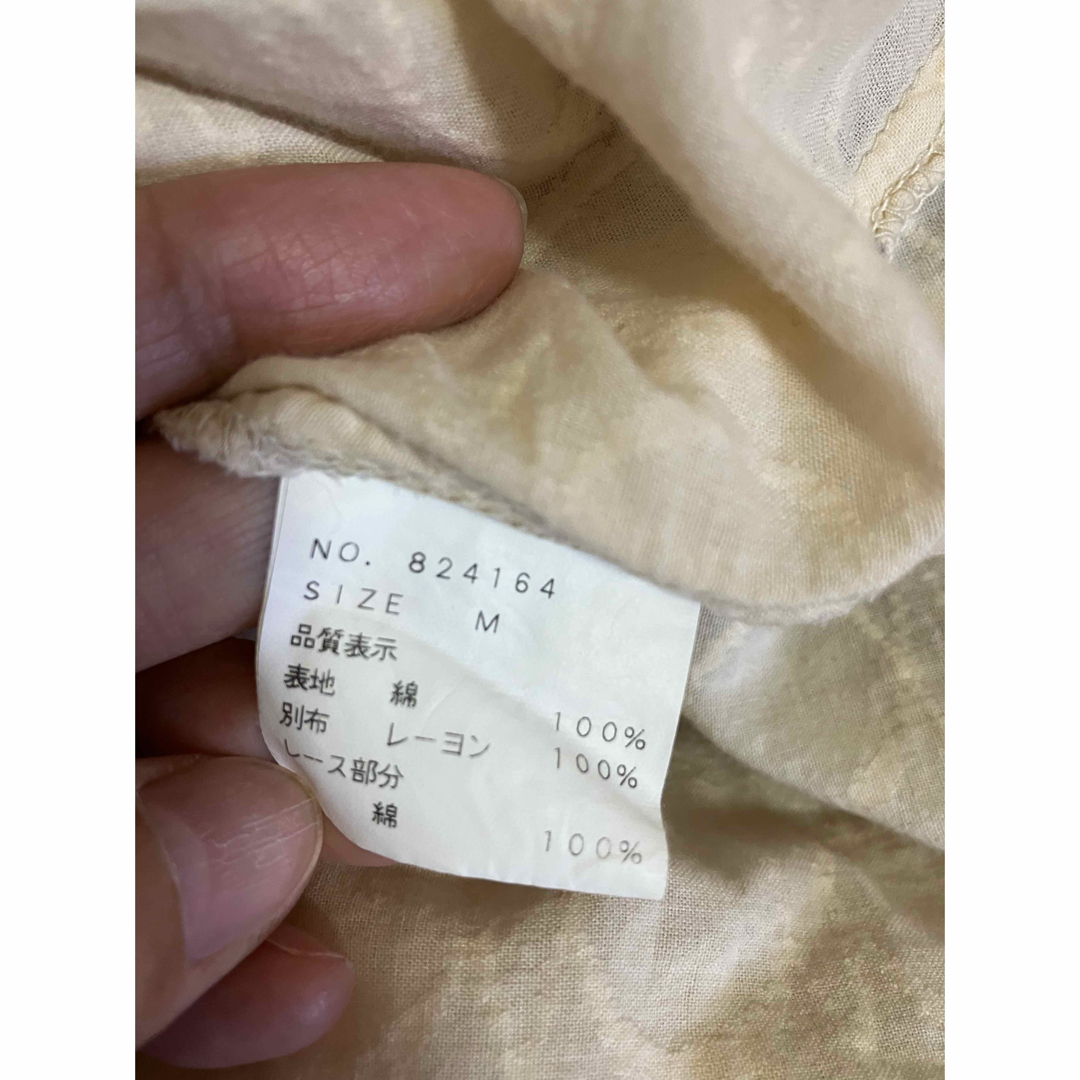 NO. 824164
SIZE M
品質表示
表地 綿 100%
別布 レーヨン 100%
レース部分
綿 100%